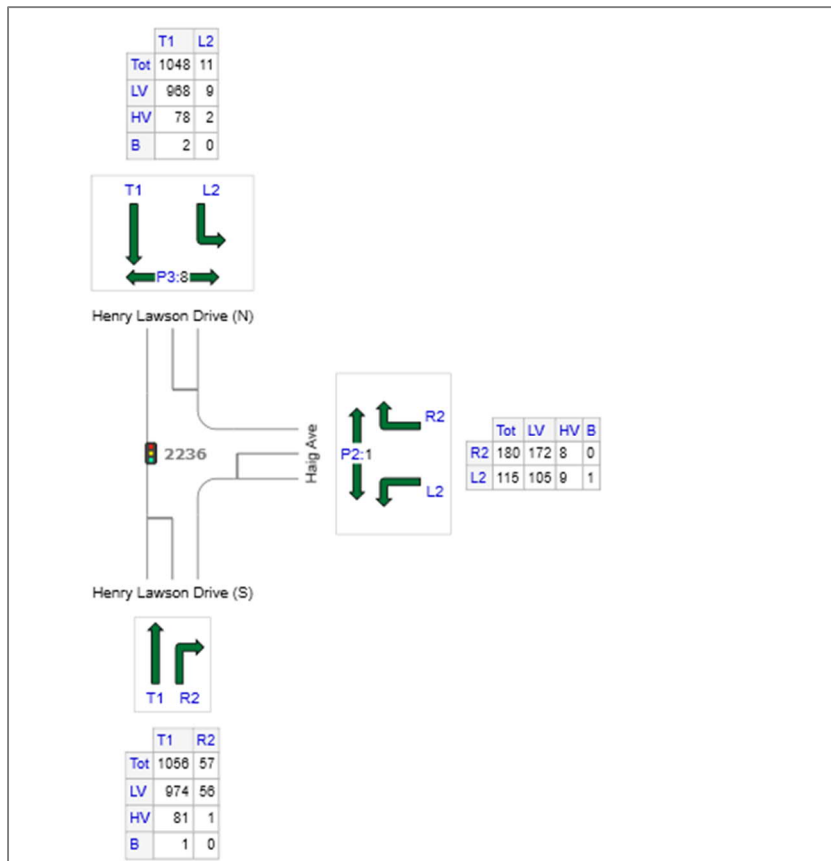 T1 L2
Tot 1048 11
LV 968 9
HV 78 2
B 2 0
T1 L2
P3:8
Henry Lawson Drive (N)
2236
Haig Ave
R2
P2:1
L2
Tot LV HV B
R2 180 172 8 0
L2 115 105 9 1
Henry Lawson Drive (S)
T1 R2
T1 R2
Tot 1056 57
LV 974 56
HV 81 1
B 1 0